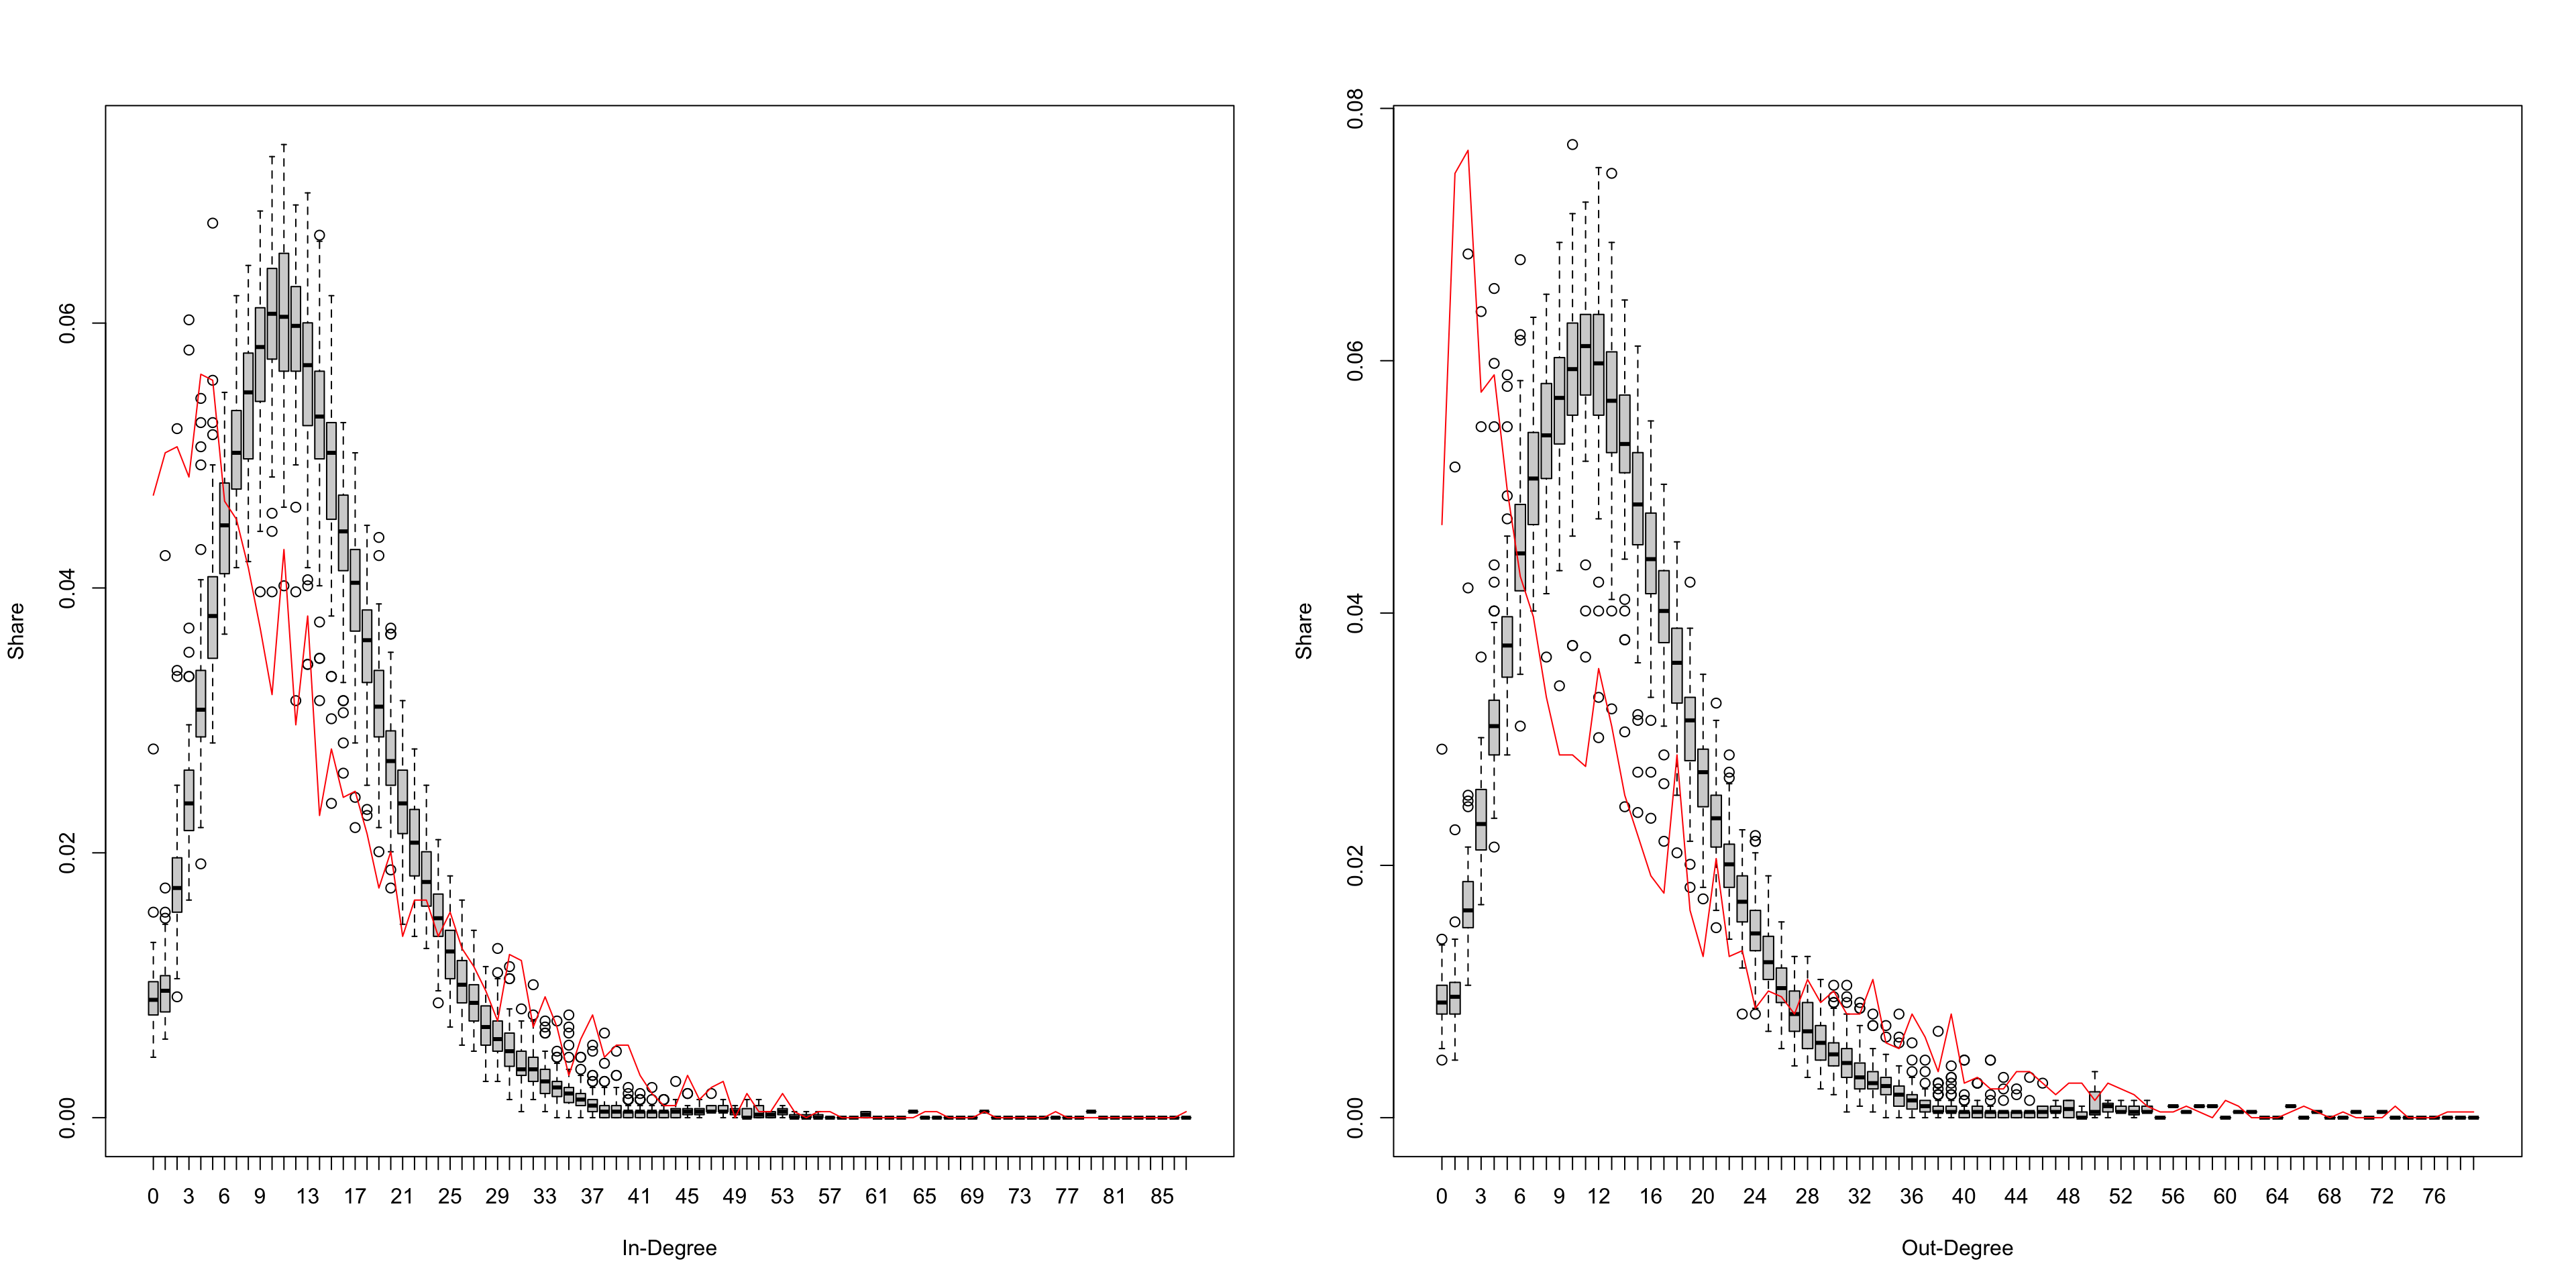 Share
0.00 0.02 0.04 0.06
0 3 6 9 13 17 21 25 29 33 37 41 45 49 53 57 61 65 69 73 77 81 85
In-Degree
Share
0.00 0.02 0.04 0.06 0.08
0 3 6 9 12 16 20 24 28 32 36 40 44 48 52 56 60 64 68 72 76
Out-Degree